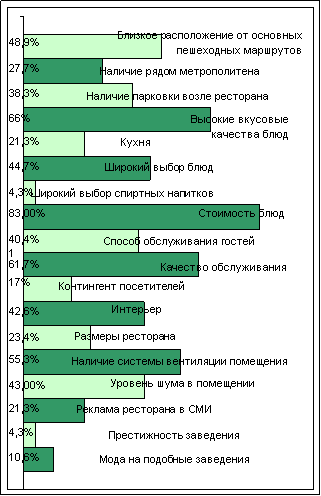 48,9% Близкое расположение от основных
пешеходных маршрутов
27,7% Наличие рядом метрополитена
38,3% Наличие парковки возле ресторана
66% Высокие вкусовые
качества блюд
21,3% Кухня
44,7% Широкий выбор блюд
4,3% Широкий выбор спиртных напитков
83,00% Стоимость блюд
40,4% Способ обслуживания гостей
1
61,7% Качество обслуживания
17% Контингент посетителей
42,6% Интерьер
23,4% Размеры ресторана
55,3% Наличие системы вентиляции помещения
43,00% Уровень шума в помещении
21,3% Реклама ресторана в СМИ
4,3% Престижность заведения
10,6% Мода на подобные заведения